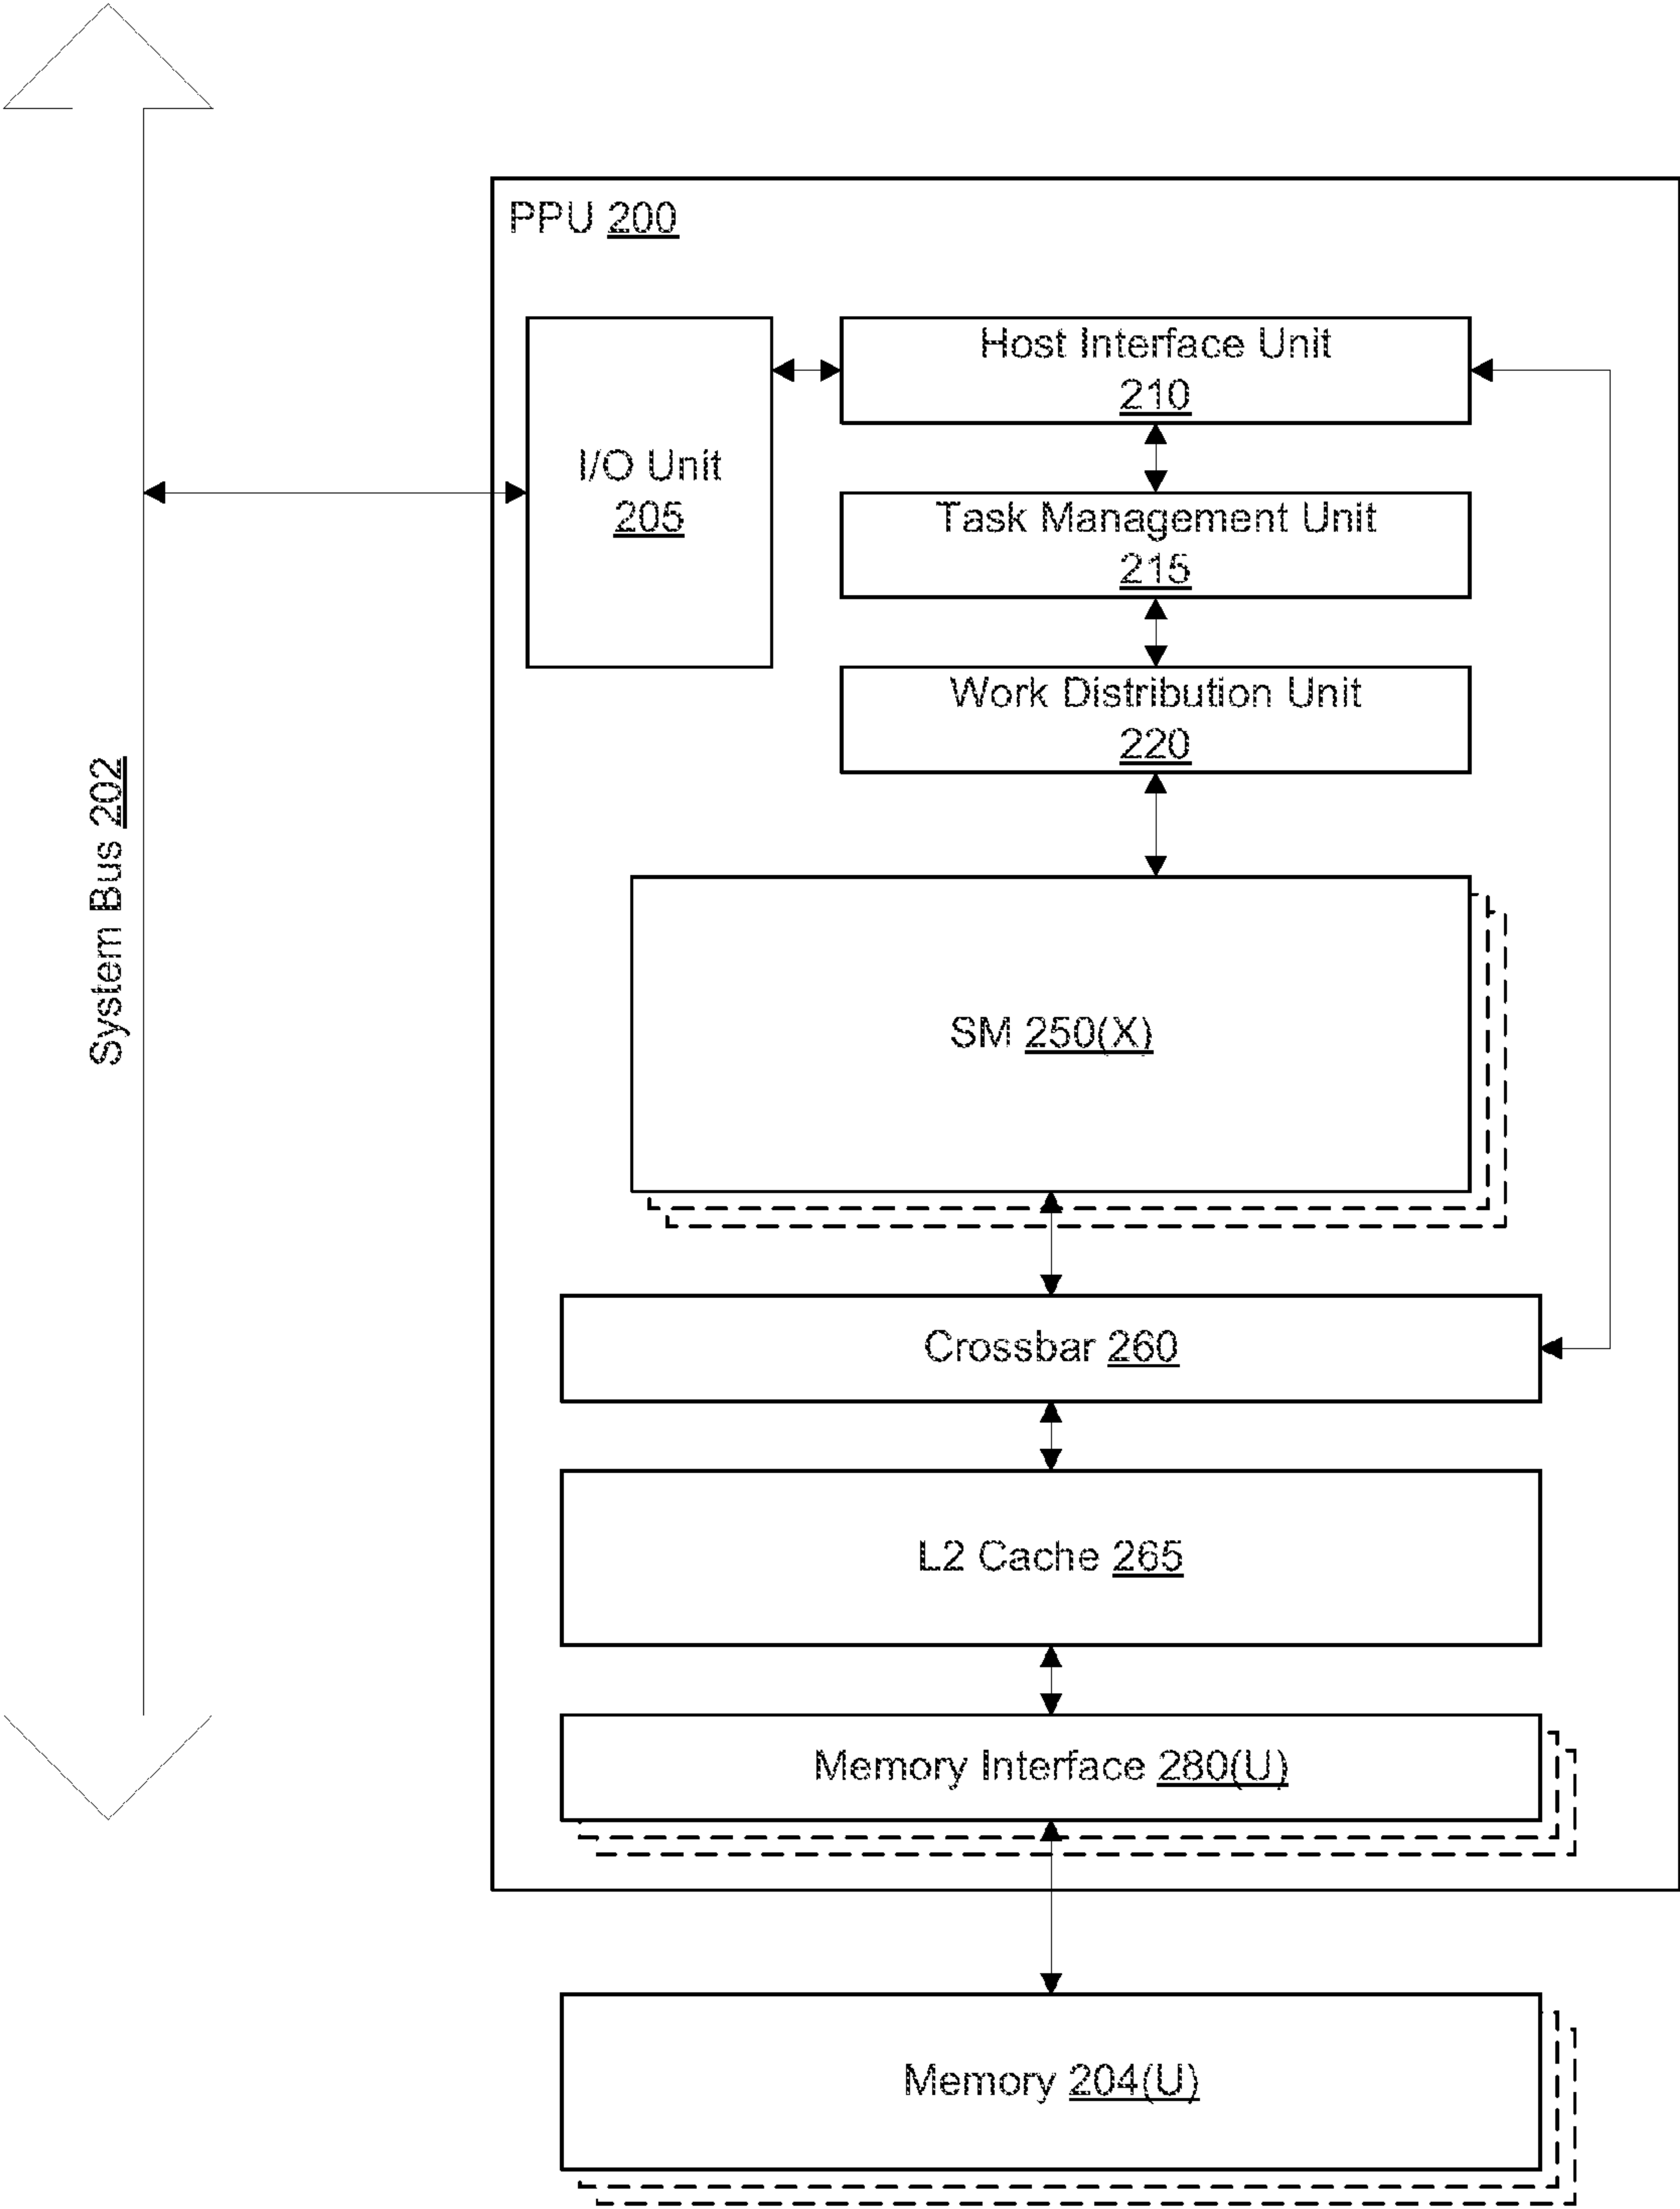 PPU 200
Host Interface Unit
210
I/O Unit
205
Task Management Unit
215
Work Distribution Unit
220
System Bus 202
SM 250(X)
Crossbar 260
L2 Cache 265
Memory Interface 280(U)
Memory 204(U)